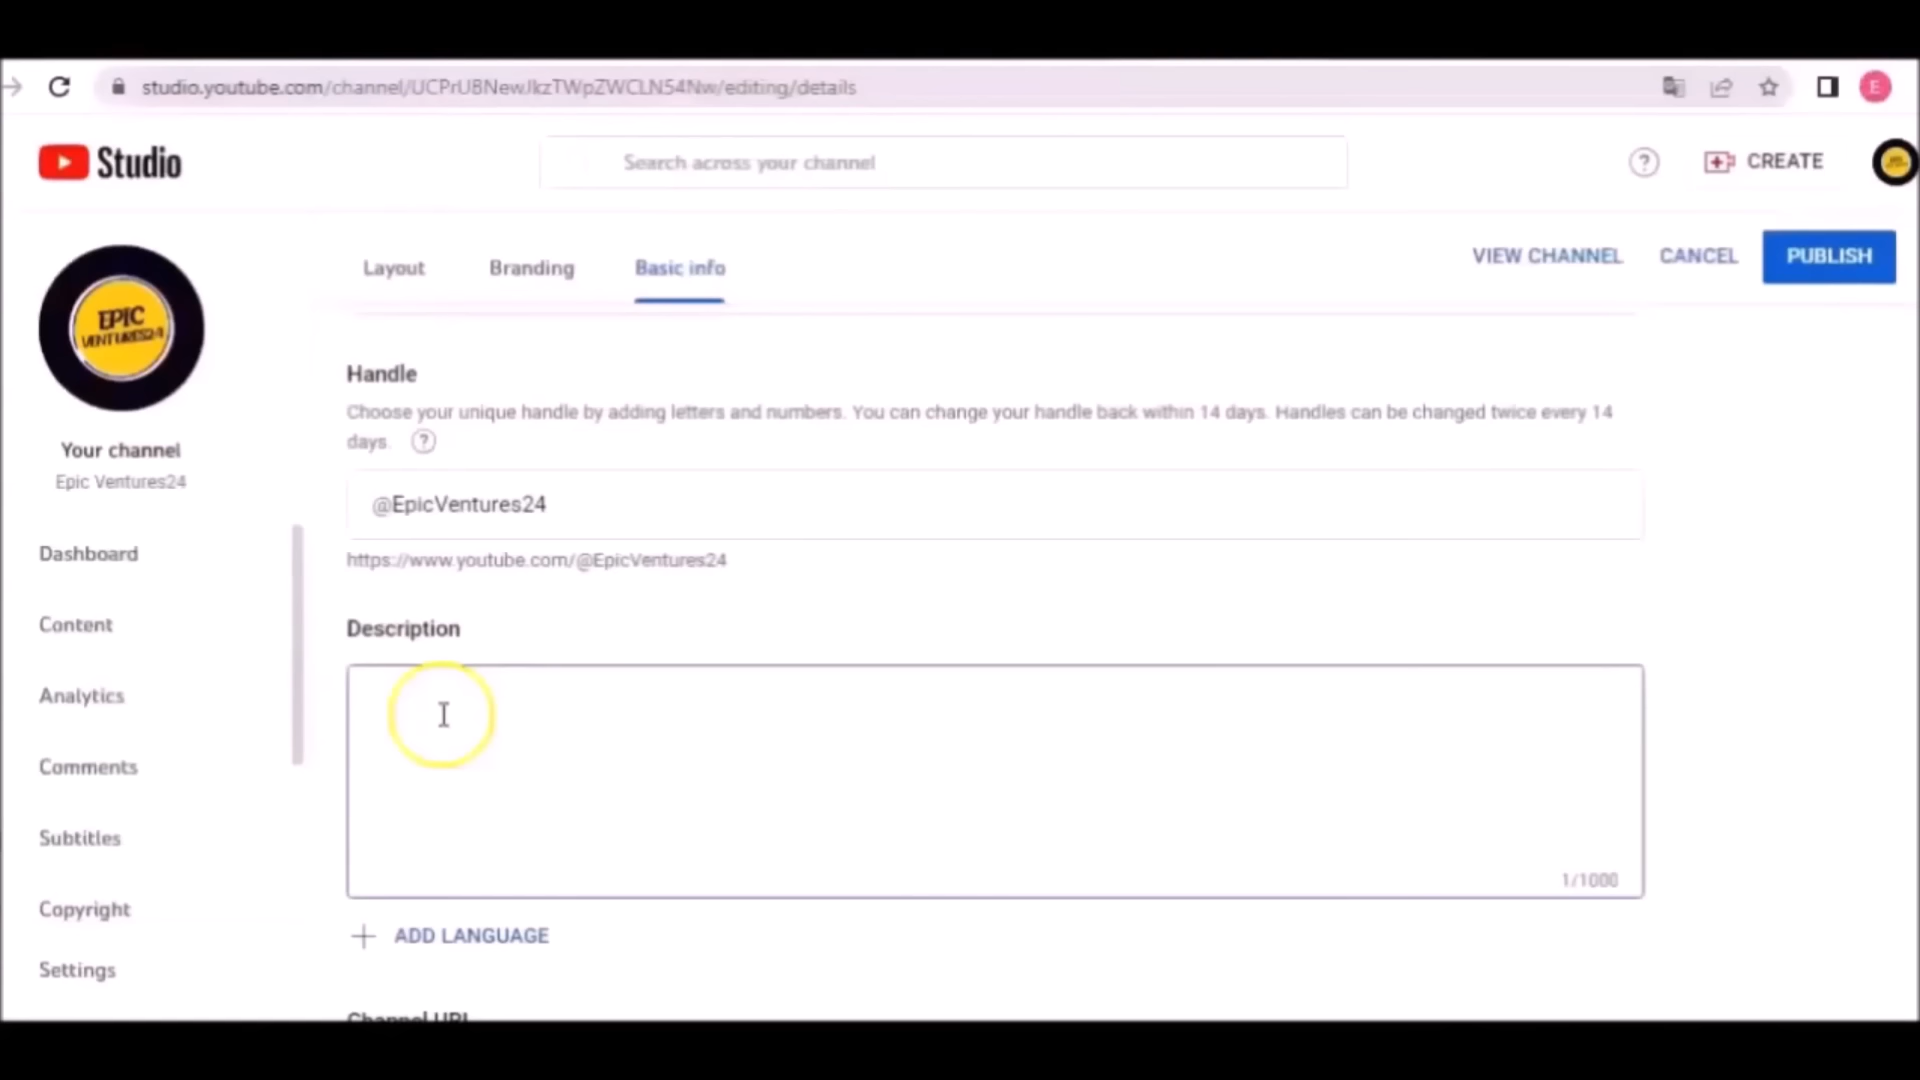 studio.youtube.com/channel/UCPrUBNewJkzTWpZWCLN54Nw/editing/details
E
Studio
Search across your channel
?
CREATE
Layout
Branding
Basic info
VIEW CHANNEL
CANCEL
PUBLISH
EPIC
VENTURES24
Your channel
Epic Ventures24
Dashboard
Content
Analytics
Comments
Subtitles
Copyright
Settings
Handle
Choose your unique handle by adding letters and numbers. You can change your handle back within 14 days. Handles can be changed twice every 14
days. ?
@EpicVentures24
https://www.youtube.com/@EpicVentures24
Description
1/1000
+ ADD LANGUAGE
Channel URL